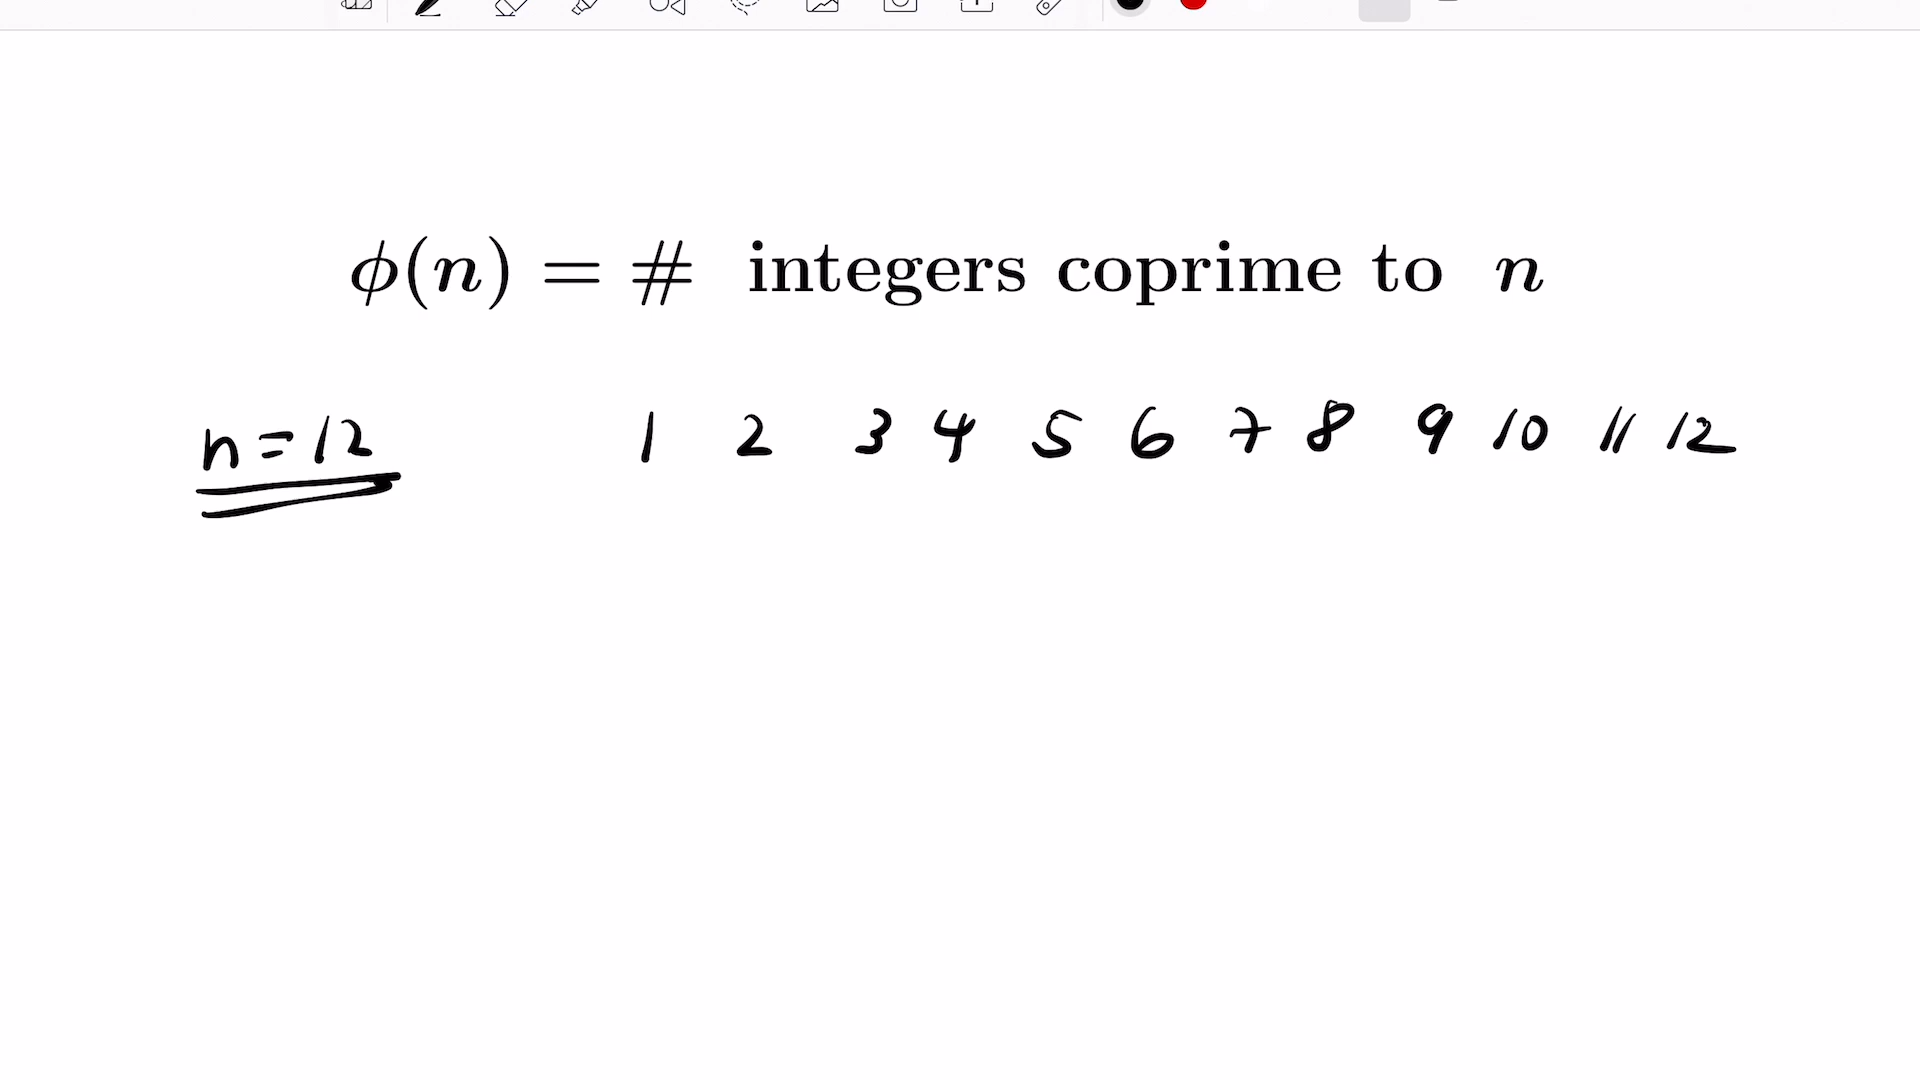 ϕ(n) = # integers coprime to n
n=12 1 2 3 4 5 6 7 8 9 10 11 12